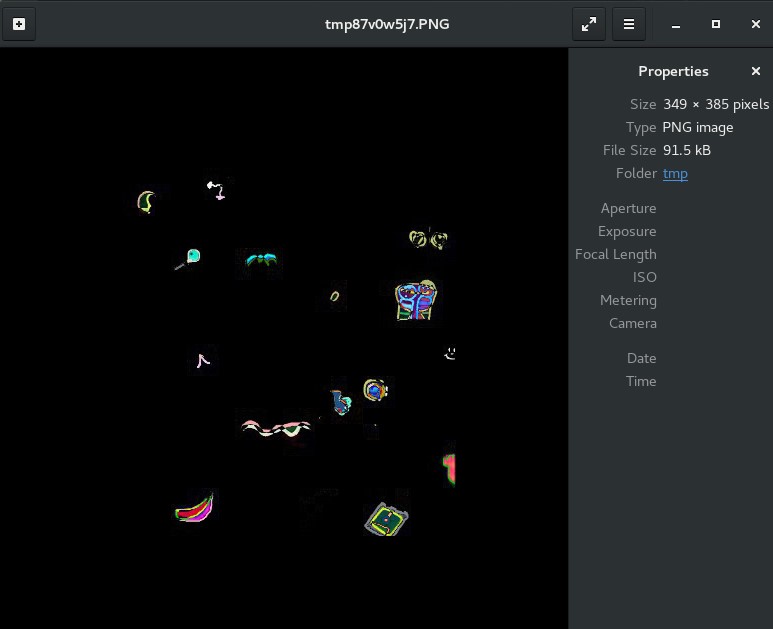 tmp87v0w5j7.PNG
Properties
Size 349 × 385 pixels
Type PNG image
File Size 91.5 kB
Folder tmp
Aperture
Exposure
Focal Length
ISO
Metering
Camera
Date
Time